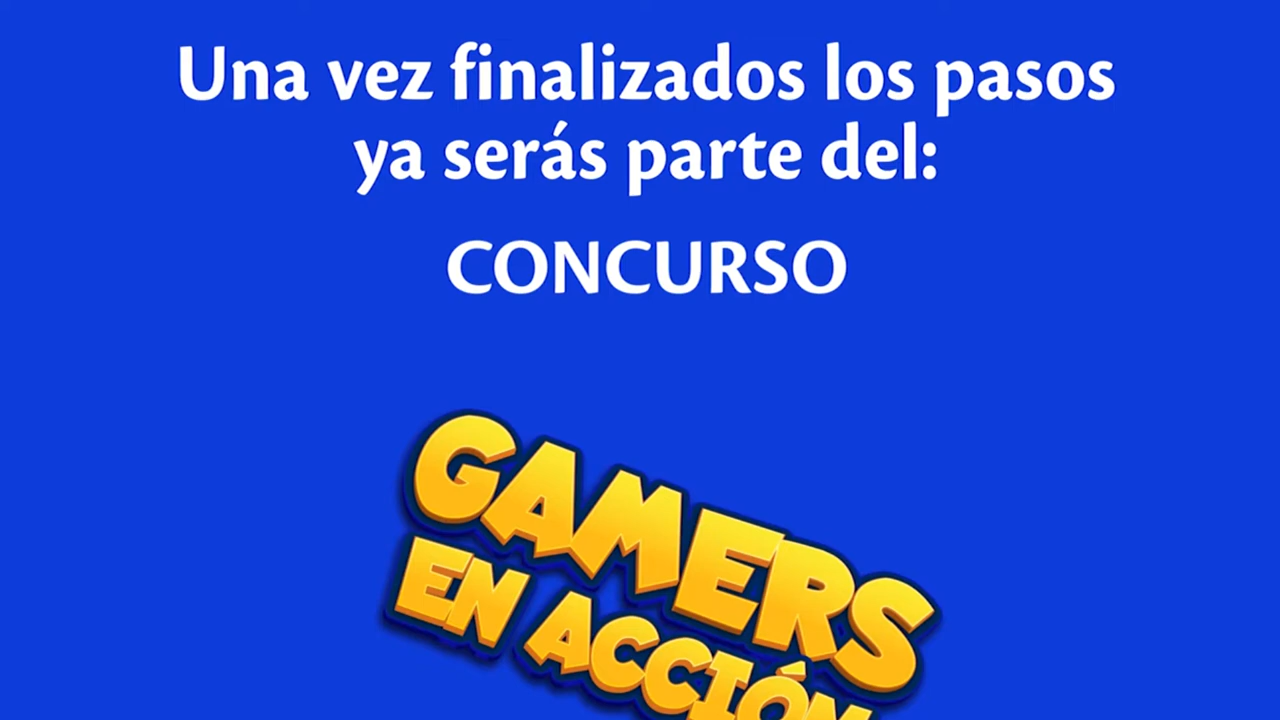 Una vez finalizados los pasos
ya serás parte del:
CONCURSO
GAMERS
EN ACCIÓN